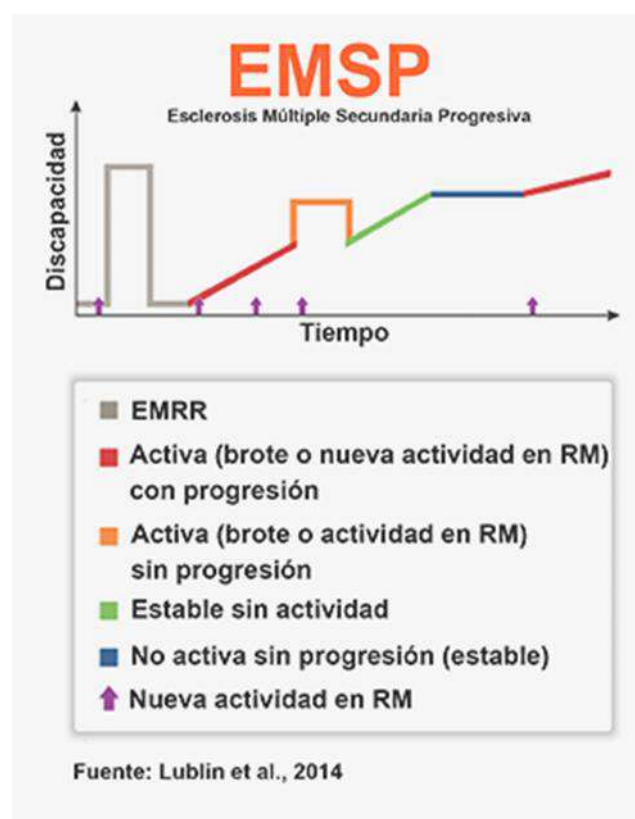 EMSP
Esclerosis Múltiple Secundaria Progresiva
Discapacidad
Tiempo
EMRR
Activa (brote o nueva actividad en RM)
con progresión
Activa (brote o actividad en RM)
sin progresión
Estable sin actividad
No activa sin progresión (estable)
Nueva actividad en RM
Fuente: Lublin et al., 2014